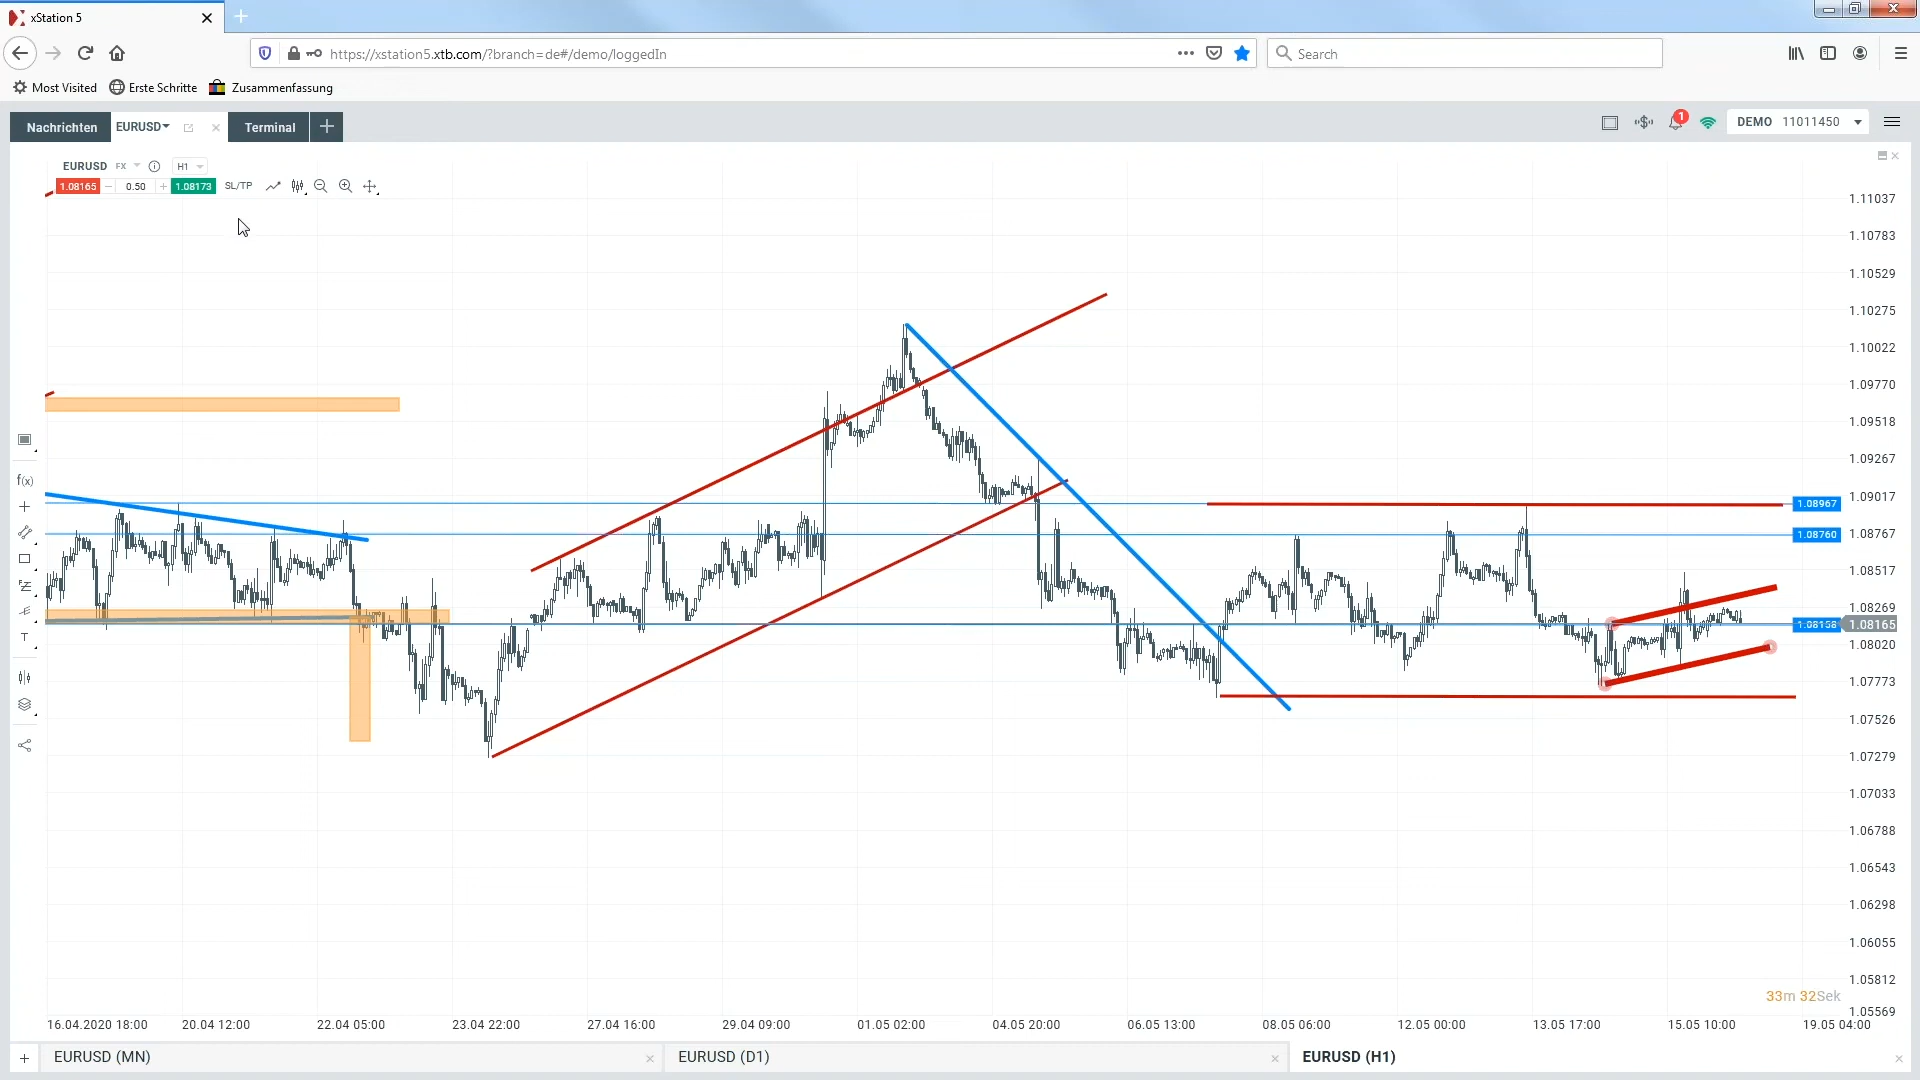 xStation 5
https://xstation5.xtb.com/?branch=de#/demo/loggedIn
Search
Most Visited Erste Schritte Zusammenfassung
Nachrichten EURUSD Terminal
1
DEMO 11011450
EURUSD FX H1
1.08165 0.50 1.08173 SL/TP
1.11037
1.10783
1.10529
1.10275
1.10022
1.09770
1.09518
1.09267
1.09017
1.08967
1.08760
1.08767
1.08517
1.08269
1.08165
1.08020
1.07773
1.07526
1.07279
1.07033
1.06788
1.06543
1.06298
1.06055
1.05812
1.05569
f(x)
T
33m 32Sek
16.04.2020 18:00 20.04 12:00 22.04 05:00 23.04 22:00 27.04 16:00 29.04 09:00 01.05 02:00 04.05 20:00 06.05 13:00 08.05 06:00 12.05 00:00 13.05 17:00 15.05 10:00 19.05 04:00
EURUSD (MN) EURUSD (D1) EURUSD (H1)